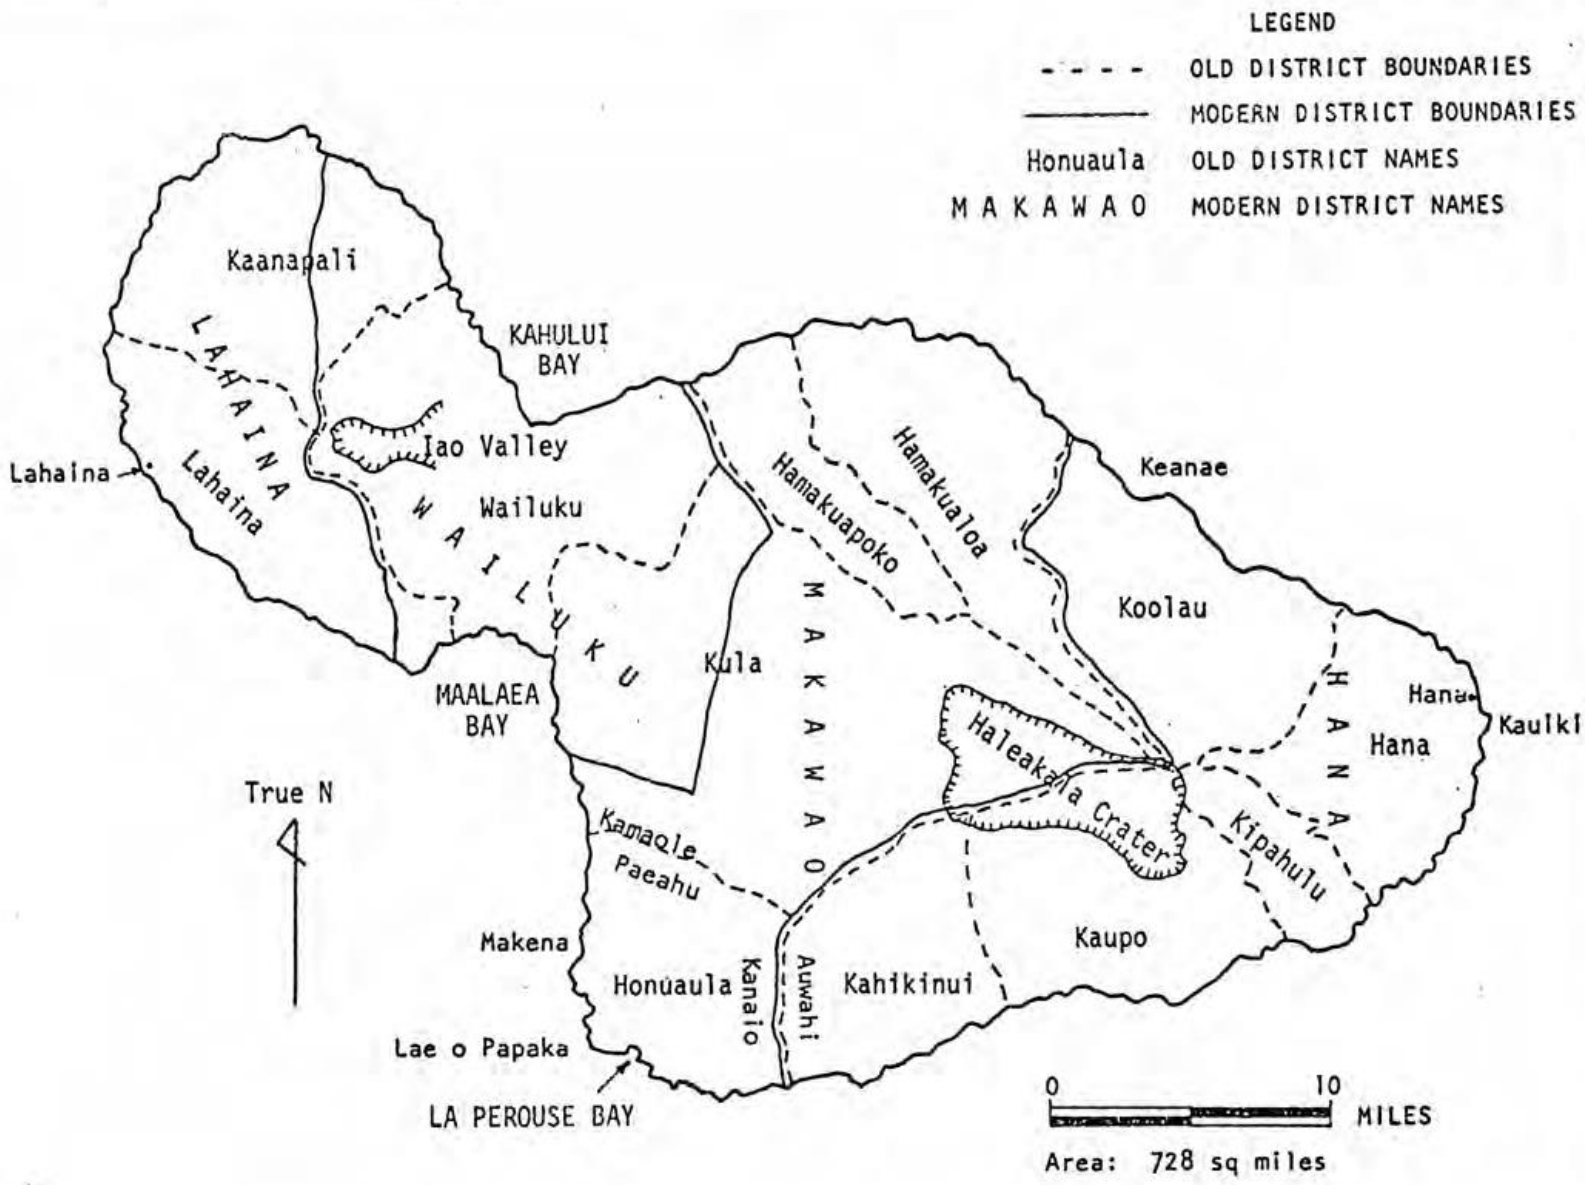 LEGEND
OLD DISTRICT BOUNDARIES
MODERN DISTRICT BOUNDARIES
Honuaula OLD DISTRICT NAMES
MAKAWAO MODERN DISTRICT NAMES
Kaanapali
LAHAINA
KAHULUI
BAY
Iao Valley
Lahaina
Lahaina
Wailuku
WAILUKU
Hamakuapoko
Hamakualoa
Keanae
Koolau
Kula
MAKAWAO
MAALAEA
BAY
HANA
Hana
Hana
Kauiki
Haleakala Crater
True N
Kamaole
Paeahu
Kipahulu
Makena
Honuaula
Kanaio
Auwahi
Kahikinui
Kaupo
Lae o Papaka
LA PEROUSE BAY
0 10
MILES
Area: 728 sq miles